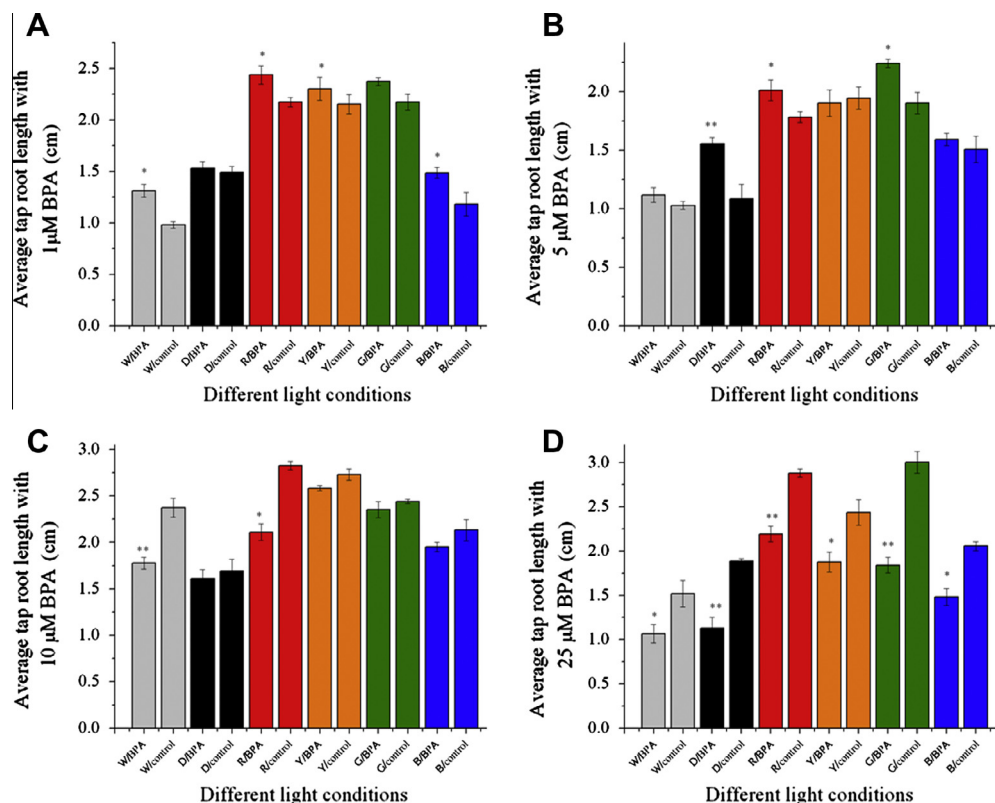 A
Average tap root length with
1μM BPA (cm)
2.5
2.0
1.5
1.0
0.5
0.0
*
*
*
*
W/BPA
W/control
D/BPA
D/control
R/BPA
R/control
Y/BPA
Y/control
G/BPA
G/control
B/BPA
B/control
Different light conditions
B
Average tap root length with
5 μM BPA (cm)
2.0
1.5
1.0
0.5
0.0
**
*
*
W/BPA
W/control
D/BPA
D/control
R/BPA
R/control
Y/BPA
Y/control
G/BPA
G/control
B/BPA
B/control
Different light conditions
C
Average tap root length with
10 μM BPA (cm)
3.0
2.5
2.0
1.5
1.0
0.5
0.0
**
*
W/BPA
W/control
D/BPA
D/control
R/BPA
R/control
Y/BPA
Y/control
G/BPA
G/control
B/BPA
B/control
Different light conditions
D
Average tap root length with
25 μM BPA (cm)
3.0
2.5
2.0
1.5
1.0
0.5
0.0
*
**
**
*
**
*
W/BPA
W/control
D/BPA
D/control
R/BPA
R/control
Y/BPA
Y/control
G/BPA
G/control
B/BPA
B/control
Different light conditions